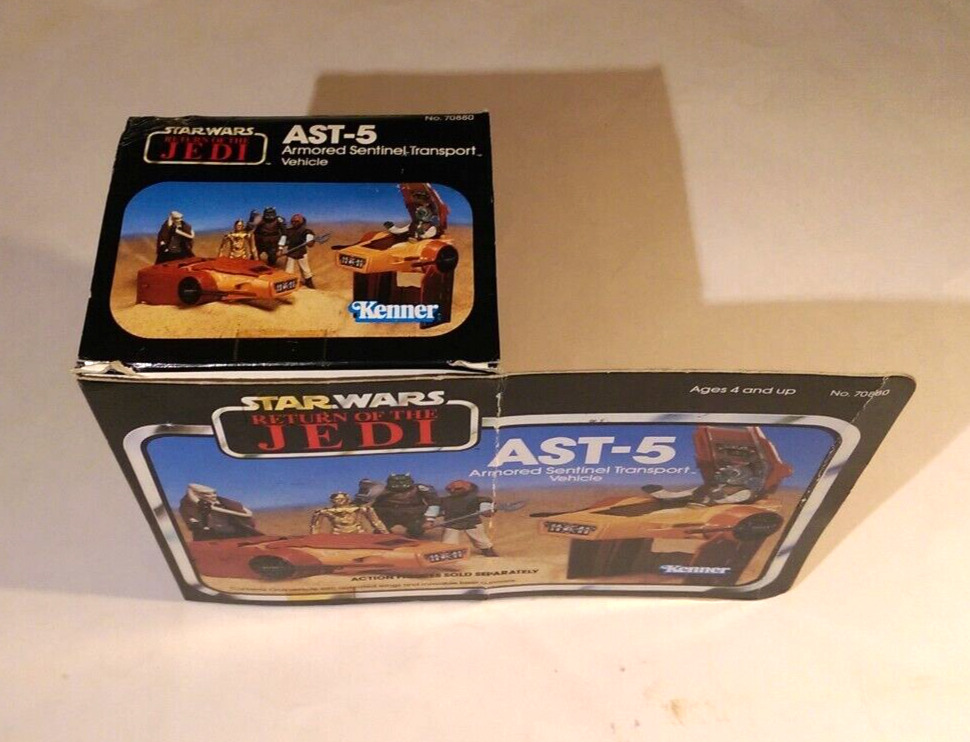 No. 70880
STAR WARS
RETURN OF THE
JEDI
AST-5
Armored Sentinel Transport
Vehicle
Kenner
Ages 4 and up
No. 70880
STAR WARS
RETURN OF THE
JEDI
AST-5
Armored Sentinel Transport
Vehicle
ACTION FIGURES SOLD SEPARATELY
Kenner